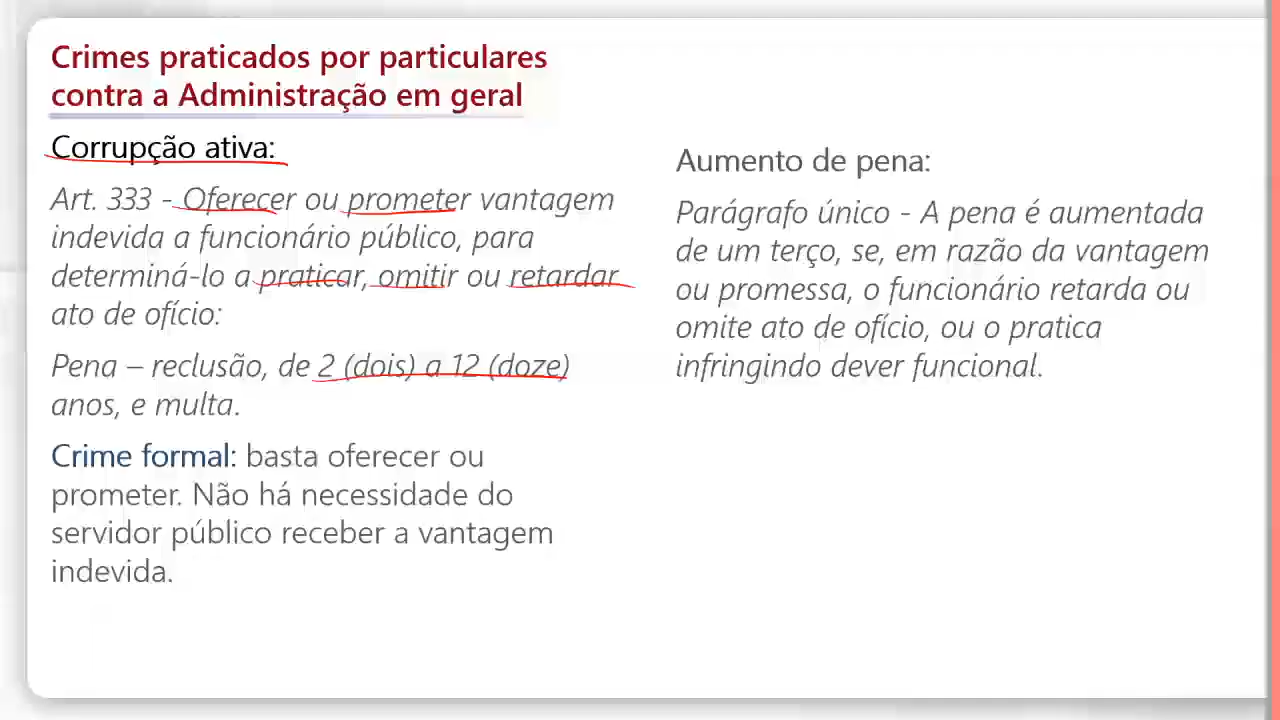 Crimes praticados por particulares
contra a Administração em geral
Corrupção ativa:
Art. 333 - Oferecer ou prometer vantagem
indevida a funcionário público, para
determiná-lo a praticar, omitir ou retardar
ato de ofício:
Pena – reclusão, de 2 (dois) a 12 (doze)
anos, e multa.
Crime formal: basta oferecer ou
prometer. Não há necessidade do
servidor público receber a vantagem
indevida.
Aumento de pena:
Parágrafo único - A pena é aumentada
de um terço, se, em razão da vantagem
ou promessa, o funcionário retarda ou
omite ato de ofício, ou o pratica
infringindo dever funcional.